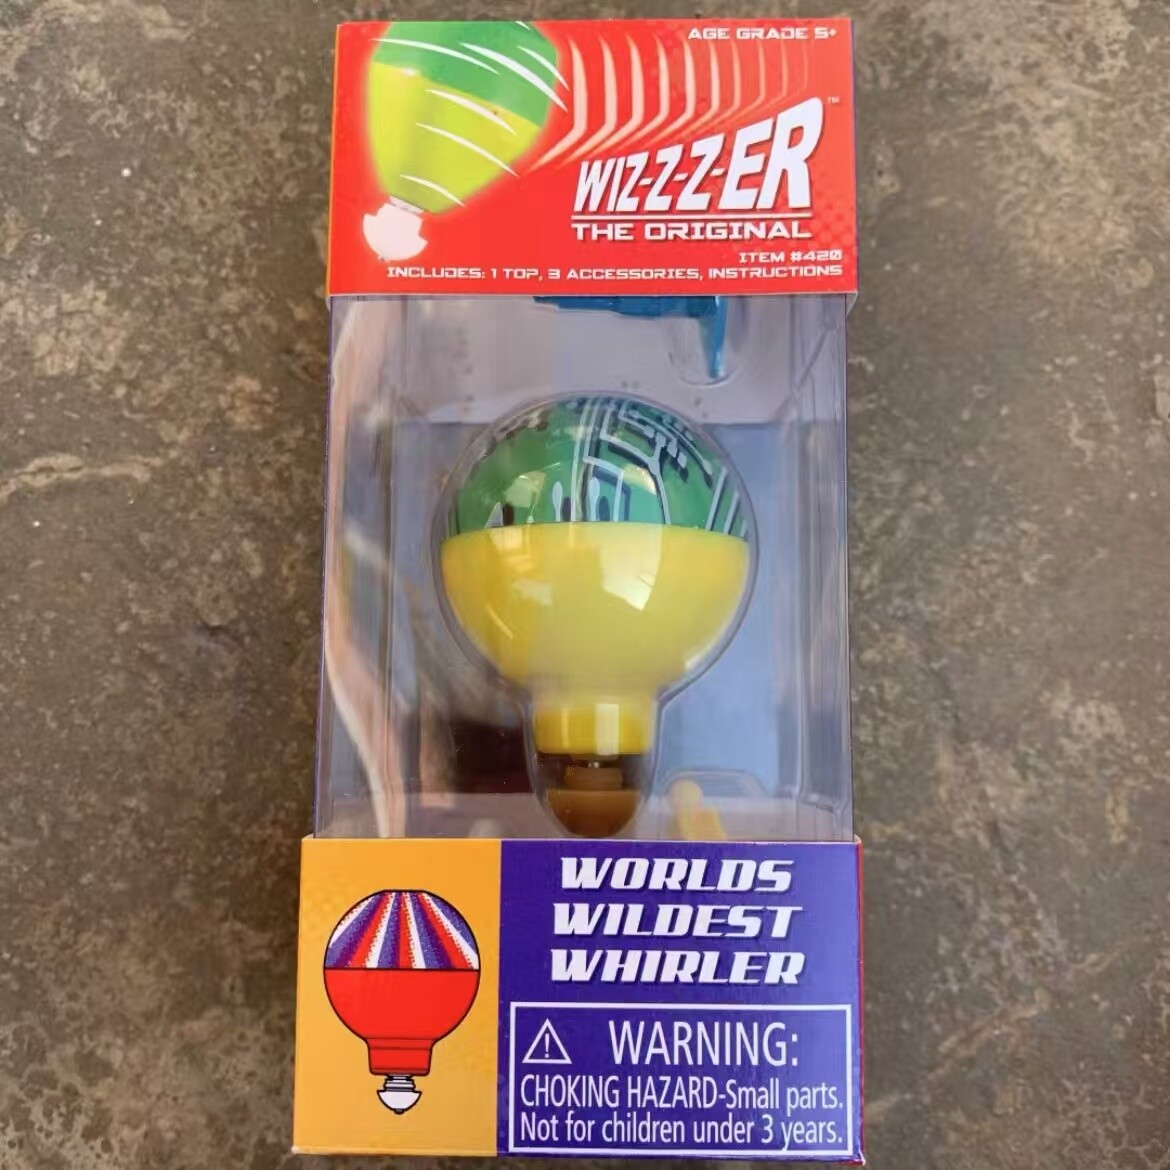 AGE GRADE 5+
WIZ-Z-Z-ER™
THE ORIGINAL
ITEM #420
INCLUDES: 1 TOP, 3 ACCESSORIES, INSTRUCTIONS
WORLDS
WILDEST
WHIRLER
WARNING:
CHOKING HAZARD-Small parts.
Not for children under 3 years.